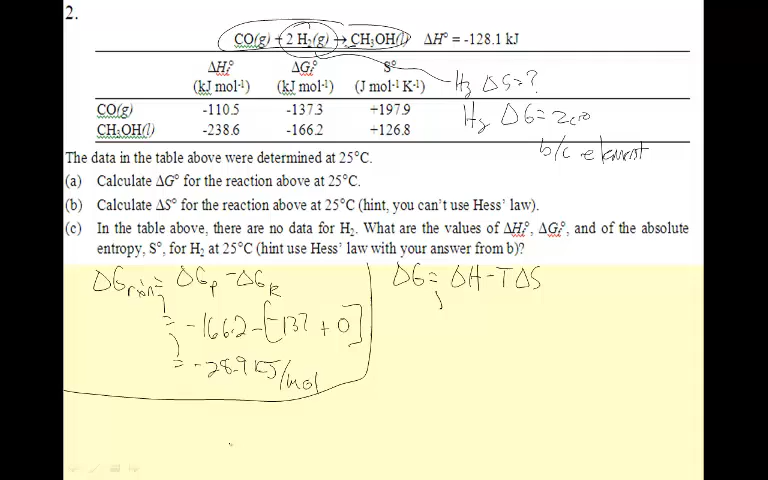 2.
CO(g) + 2 H₂(g) → CH₃OH(l) ΔH° = -128.1 kJ
ΔHf° ΔGf° S°
(kJ mol-1) (kJ mol-1) (J mol-1 K-1)
CO(g) -110.5 -137.3 +197.9
CH₃OH(l) -238.6 -166.2 +126.8
H₂ ΔS=?
H₂ ΔG = zero
b/c element
The data in the table above were determined at 25°C.
(a) Calculate ΔG° for the reaction above at 25°C.
(b) Calculate ΔS° for the reaction above at 25°C (hint, you can't use Hess' law).
(c) In the table above, there are no data for H₂. What are the values of ΔHf°, ΔGf°, and of the absolute
entropy, S°, for H₂ at 25°C (hint use Hess' law with your answer from b)?
ΔG rxn = ΔGp - ΔGR
= -166.2 - [-137 + 0]
= -28.9 KJ/mol
ΔG = ΔH - TΔS